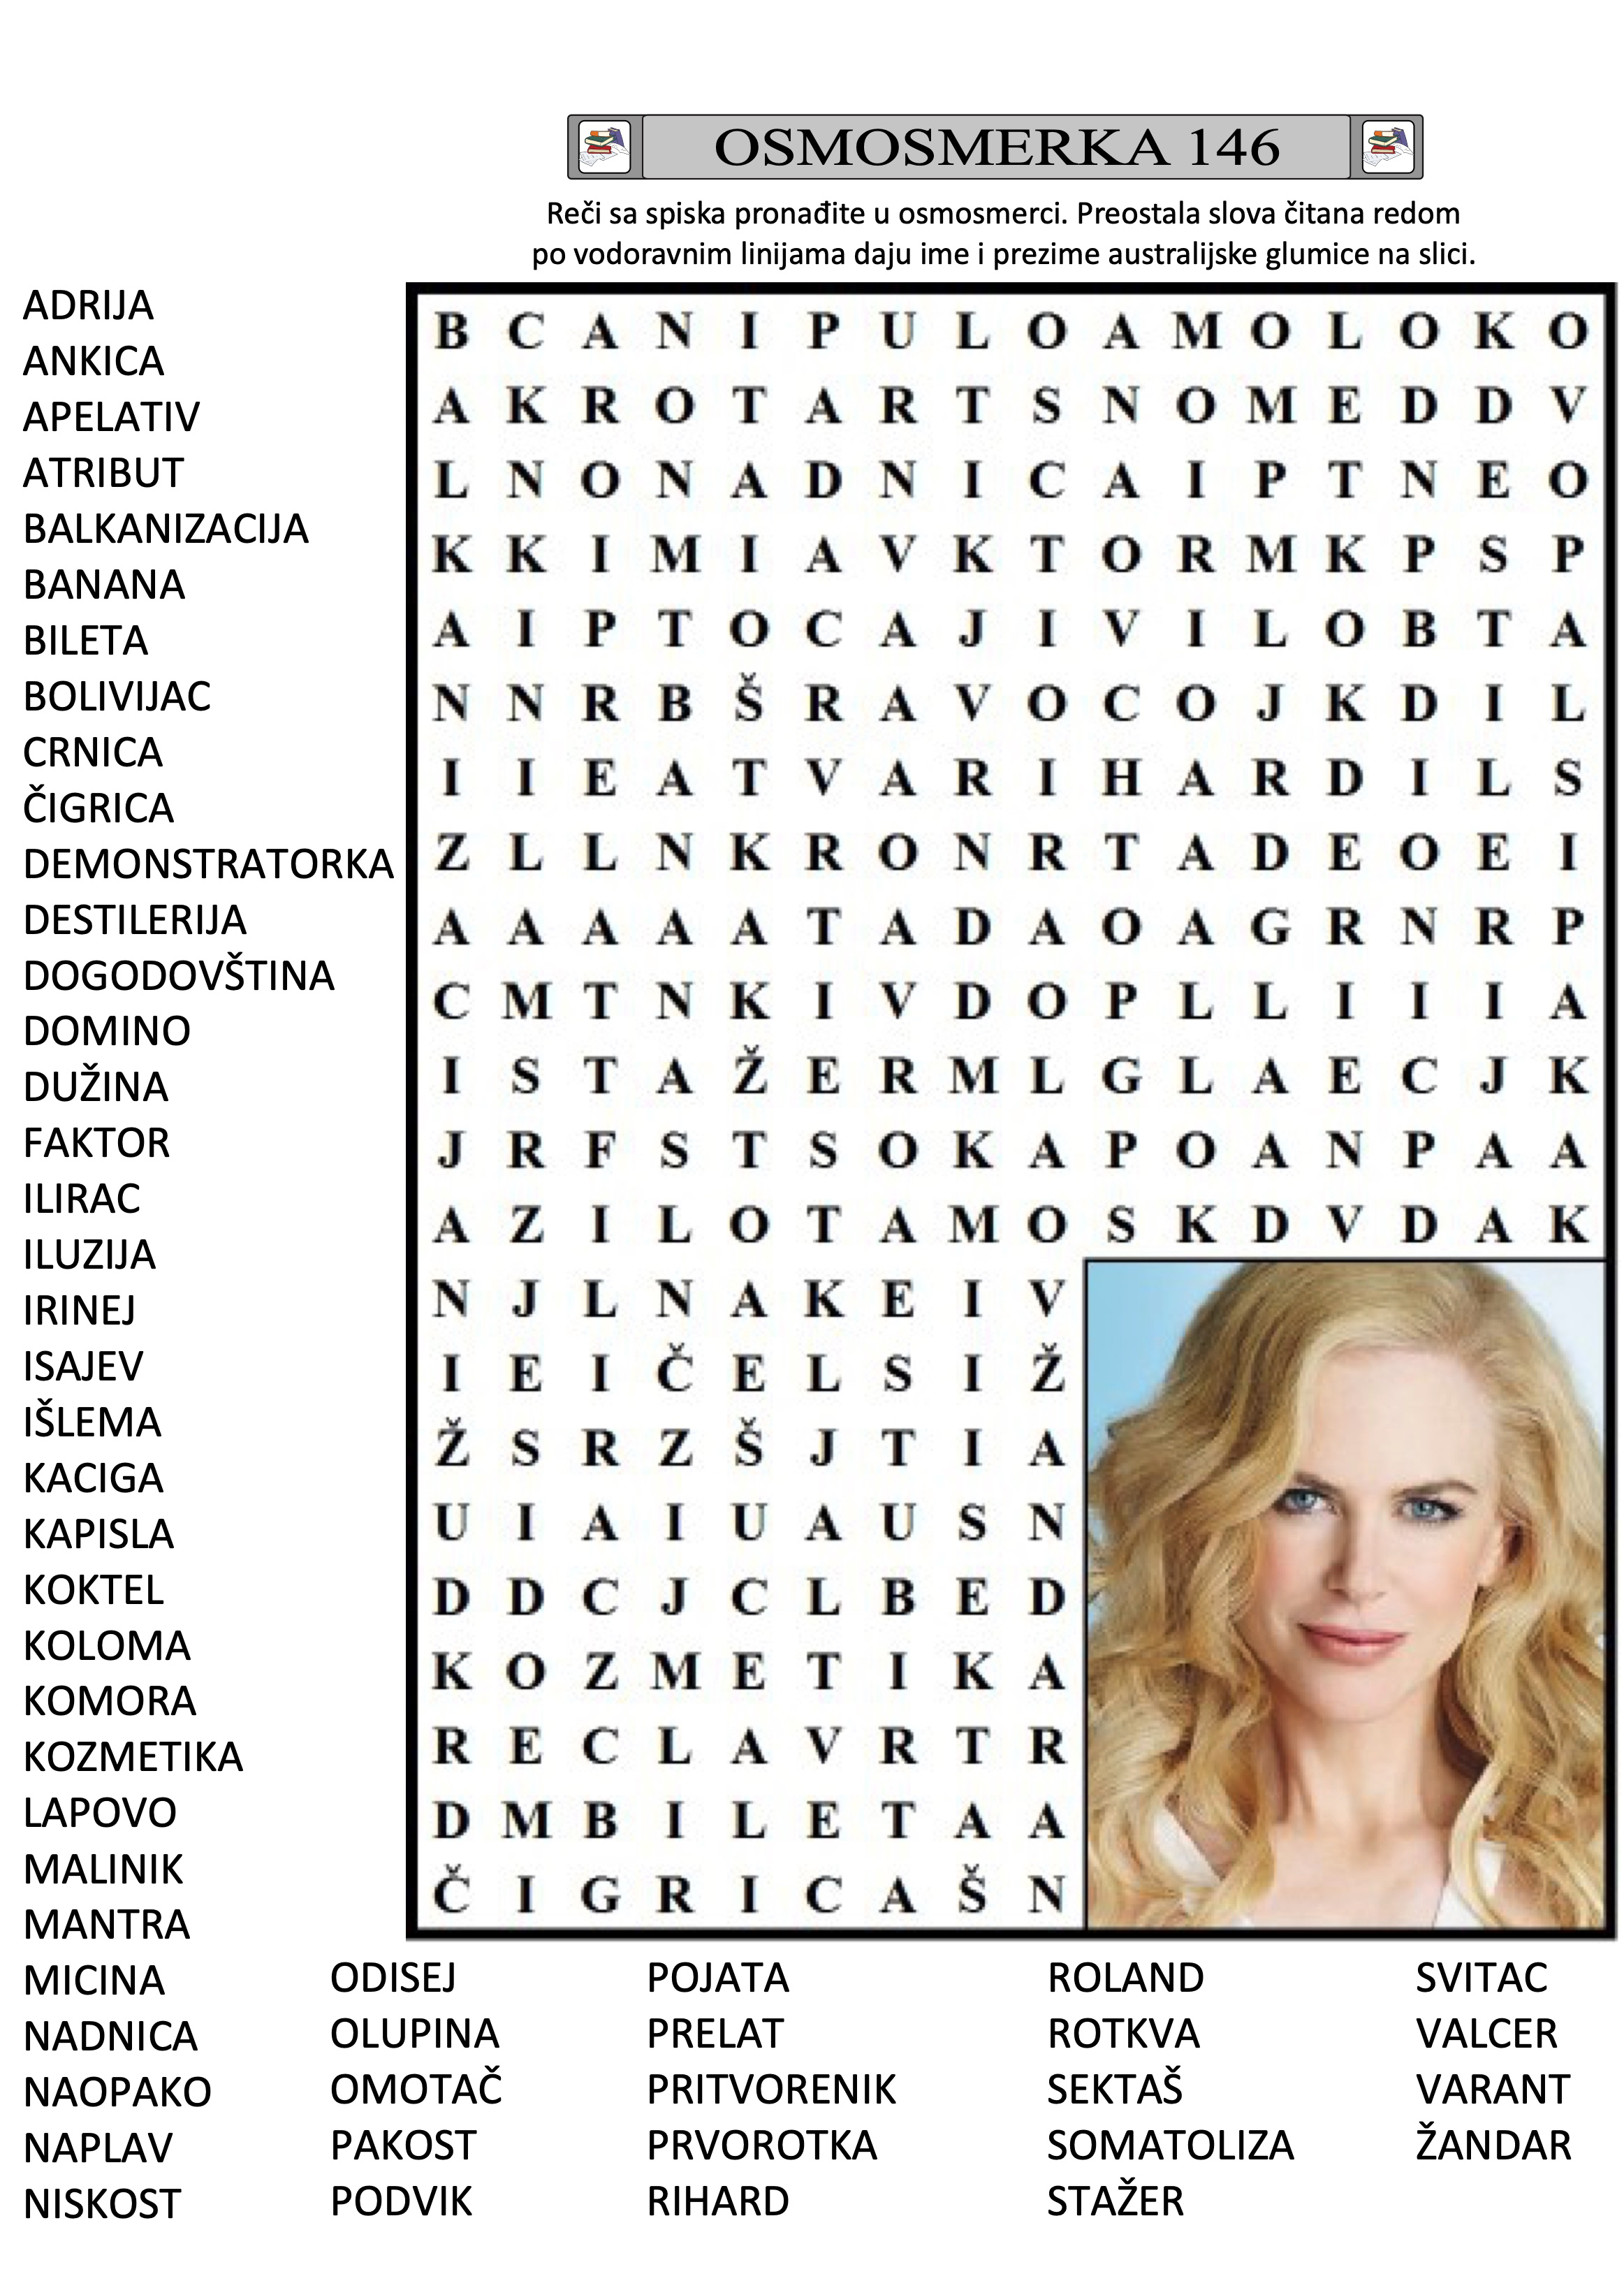 OSMOSMERKA 146
Reči sa spiska pronađite u osmosmerci. Preostala slova čitana redom
po vodoravnim linijama daju ime i prezime australijske glumice na slici.
ADRIJA
ANKICA
APELATIV
ATRIBUT
BALKANIZACIJA
BANANA
BILETA
BOLIVIJAC
CRNICA
ČIGRICA
DEMONSTRATORKA
DESTILERIJA
DOGODOVŠTINA
DOMINO
DUŽINA
FAKTOR
ILIRAC
ILUZIJA
IRINEJ
ISAJEV
IŠLEMA
KACIGA
KAPISLA
KOKTEL
KOLOMA
KOMORA
KOZMETIKA
LAPOVO
MALINIK
MANTRA
MICINA
NADNICA
NAOPAKO
NAPLAV
NISKOST
B C A N I P U L O A M O L O K O
A K R O T A R T S N O M E D D V
L N O N A D N I C A I P T N E O
K K I M I A V K T O R M K P S P
A I P T O C A J I V I L O B T A
N N R B Š R A V O C O J K D I L
I I E A T V A R I H A R D I L S
Z L L N K R O N R T A D E O E I
A A A A A T A D A O A G R N R P
C M T N K I V D O P L L I I I A
I S T A Ž E R M L G L A E C J K
J R F S T S O K A P O A N P A A
A Z I L O T A M O S K D V D A K
N J L N A K E I V
I E I Č E L S I Ž
Ž S R Z Š J T I A
U I A I U A U S N
D D C J C L B E D
K O Z M E T I K A
R E C L A V R T R
D M B I L E T A A
Č I G R I C A Š N
ODISEJ
OLUPINA
OMOTAČ
PAKOST
PODVIK
POJATA
PRELAT
PRITVORENIK
PRVOROTKA
RIHARD
ROLAND
ROTKVA
SEKTAŠ
SOMATOLIZA
STAŽER
SVITAC
VALCER
VARANT
ŽANDAR